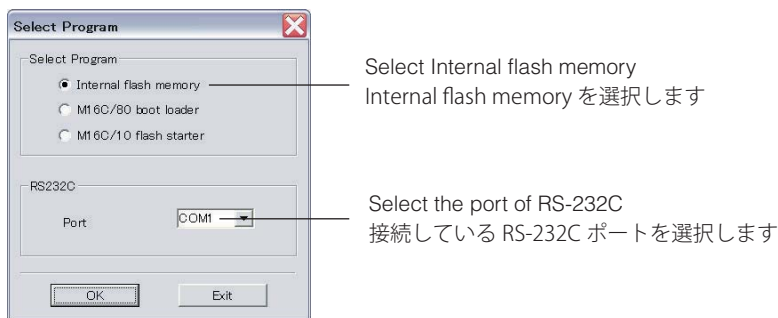 Select Program
Select Program
Internal flash memory
M16C/80 boot loader
M16C/10 flash starter
RS232C
Port
COM1
OK
Exit
Select Internal flash memory
Internal flash memory を選択します
Select the port of RS-232C
接続している RS-232C ポートを選択します